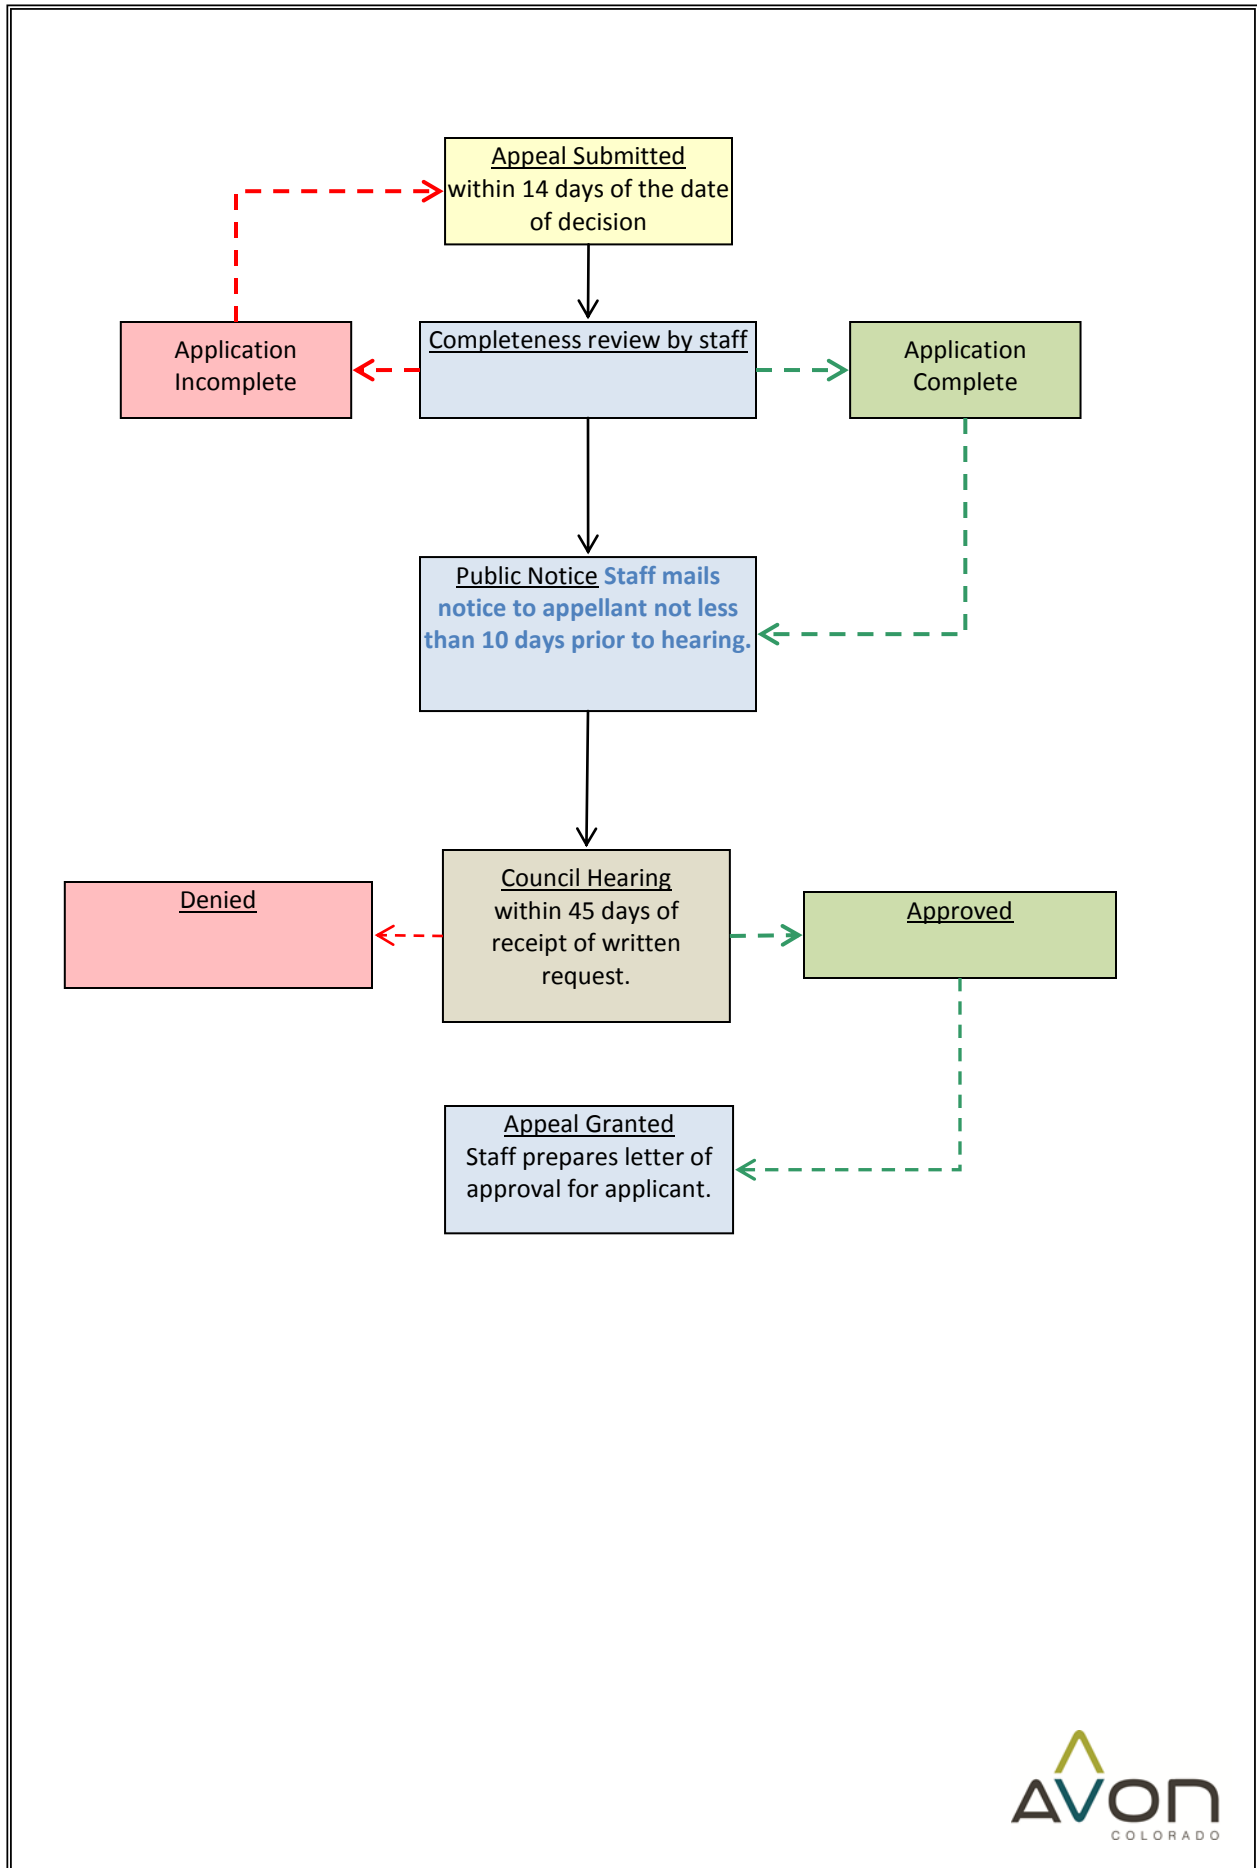 Appeal Submitted
within 14 days of the date
of decision
Application
Incomplete
Completeness review by staff
Application
Complete
Public Notice Staff mails
notice to appellant not less
than 10 days prior to hearing.
Denied
Council Hearing
within 45 days of
receipt of written
request.
Approved
Appeal Granted
Staff prepares letter of
approval for applicant.
AVON
COLORADO